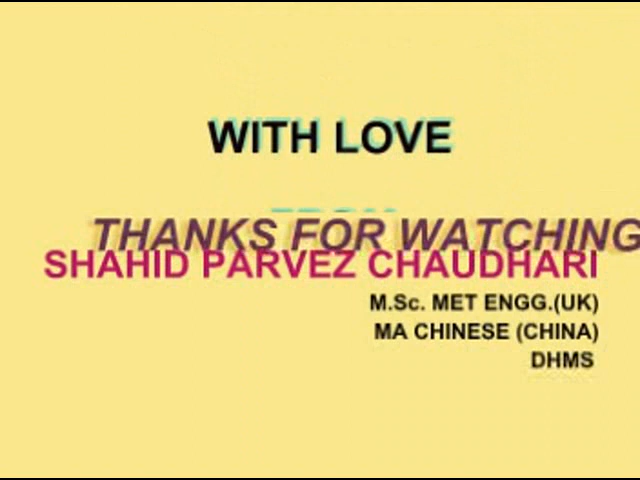 WITH LOVE
THANKS FOR WATCHING
SHAHID PARVEZ CHAUDHARI
M.Sc. MET ENGG.(UK)
MA CHINESE (CHINA)
DHMS